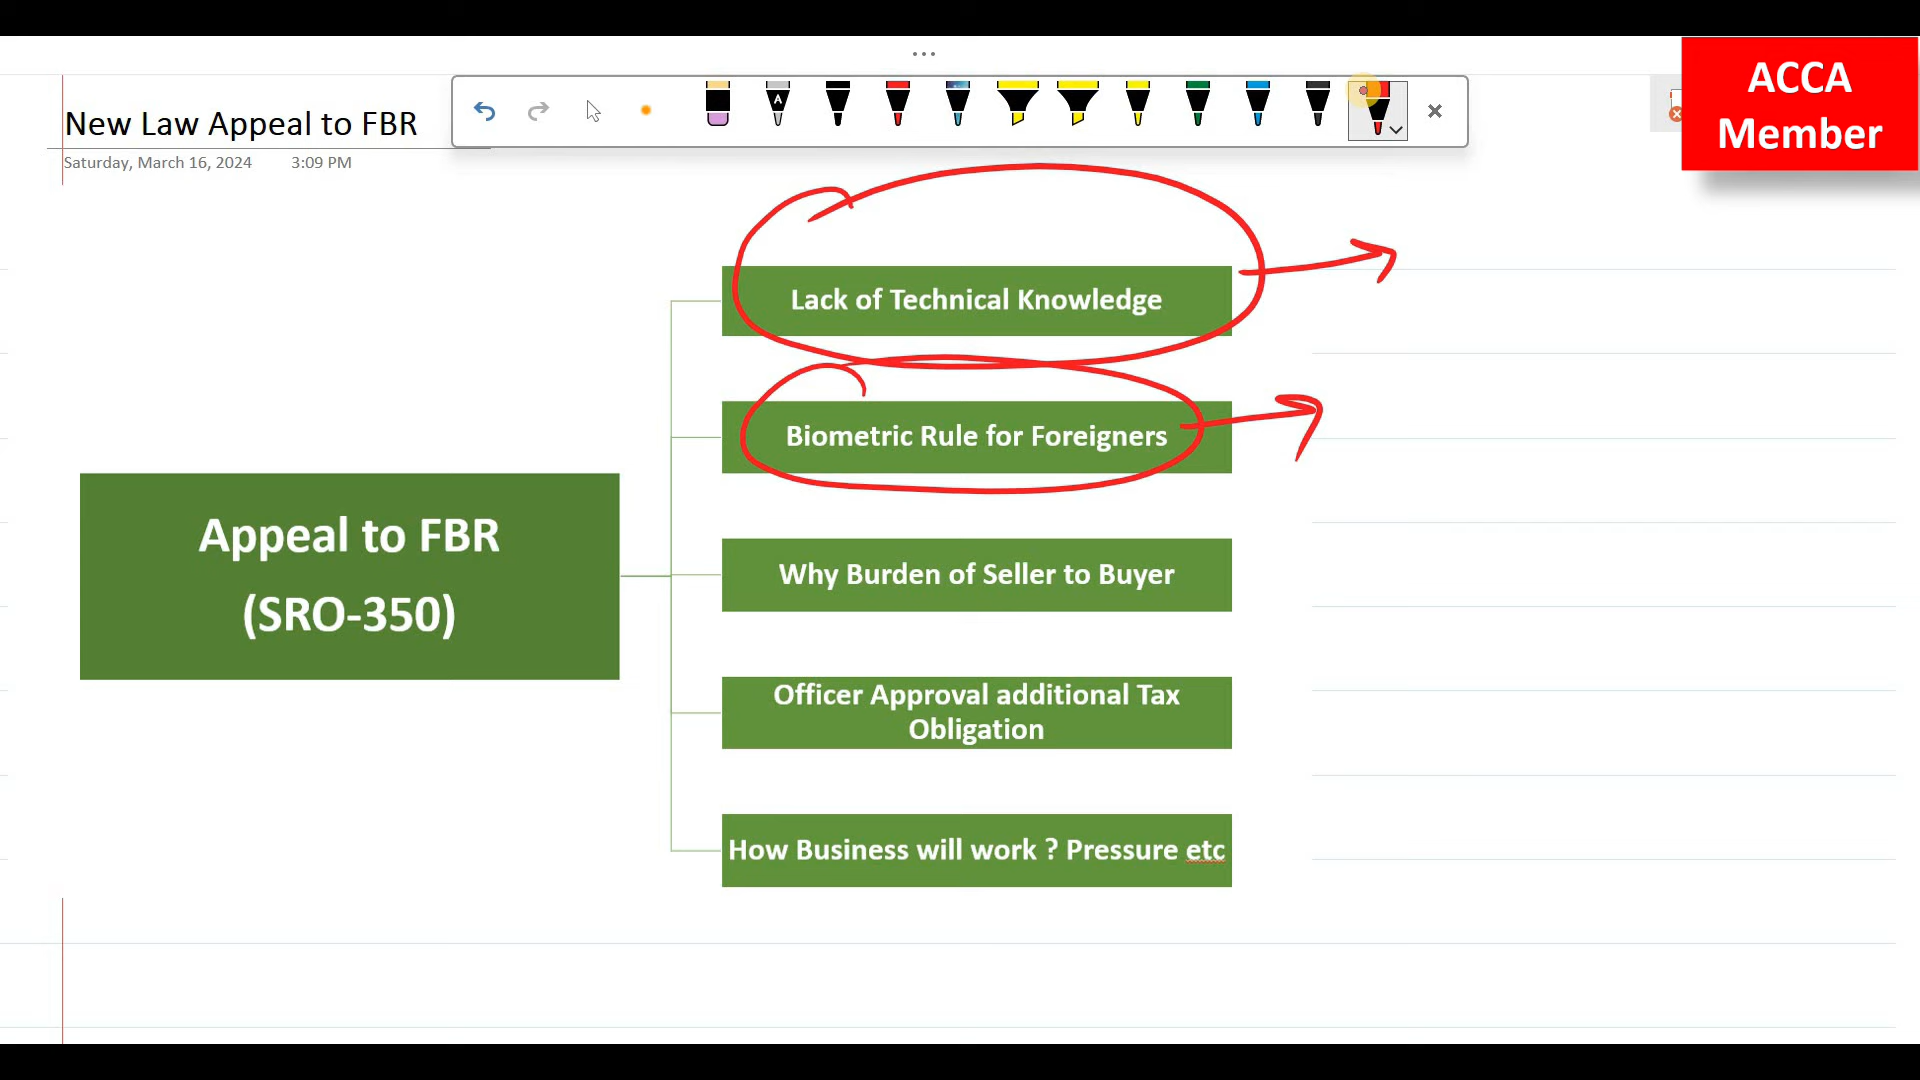 New Law Appeal to FBR
Saturday, March 16, 2024 3:09 PM
ACCA
Member
A
Lack of Technical Knowledge
Biometric Rule for Foreigners
Appeal to FBR
(SRO-350)
Why Burden of Seller to Buyer
Officer Approval additional Tax
Obligation
How Business will work ? Pressure etc